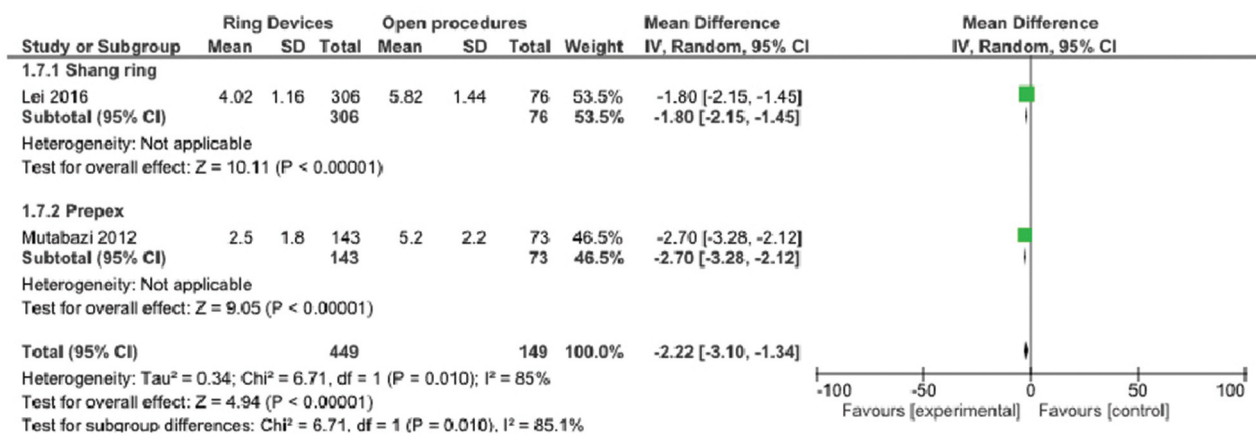 Ring Devices Open procedures Mean Difference Mean Difference
Study or Subgroup Mean SD Total Mean SD Total Weight IV, Random, 95% CI IV, Random, 95% CI
1.7.1 Shang ring
Lei 2016 4.02 1.16 306 5.82 1.44 76 53.5% -1.80 [-2.15, -1.45]
Subtotal (95% CI) 306 76 53.5% -1.80 [-2.15, -1.45]
Heterogeneity: Not applicable
Test for overall effect: Z = 10.11 (P < 0.00001)
1.7.2 Prepex
Mutabazi 2012 2.5 1.8 143 5.2 2.2 73 46.5% -2.70 [-3.28, -2.12]
Subtotal (95% CI) 143 73 46.5% -2.70 [-3.28, -2.12]
Heterogeneity: Not applicable
Test for overall effect: Z = 9.05 (P < 0.00001)
Total (95% CI) 449 149 100.0% -2.22 [-3.10, -1.34]
Heterogeneity: Tau² = 0.34; Chi² = 6.71, df = 1 (P = 0.010); I² = 85%
Test for overall effect: Z = 4.94 (P < 0.00001)
Test for subgroup differences: Chi² = 6.71, df = 1 (P = 0.010), I² = 85.1%
-100 -50 0 50 100
Favours [experimental] Favours [control]